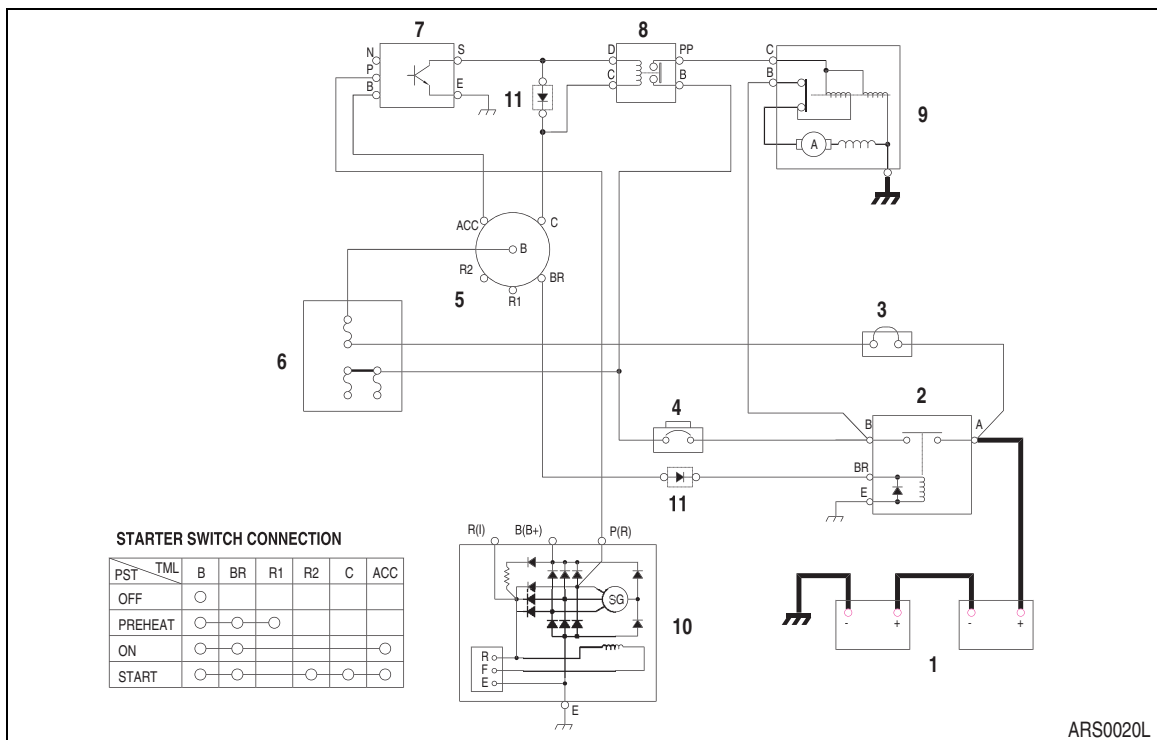 7
8
N
P
B
S
E
11
D
C
PP
B
C
B
A
9
ACC
C
B
R2
R1
BR
5
6
3
4
2
B
A
BR
E
11
R(I)
B(B+)
P(R)
SG
R
F
E
E
10
- + - +
1
STARTER SWITCH CONNECTION
PST TML B BR R1 R2 C ACC
OFF
PREHEAT
ON
START
ARS0020L